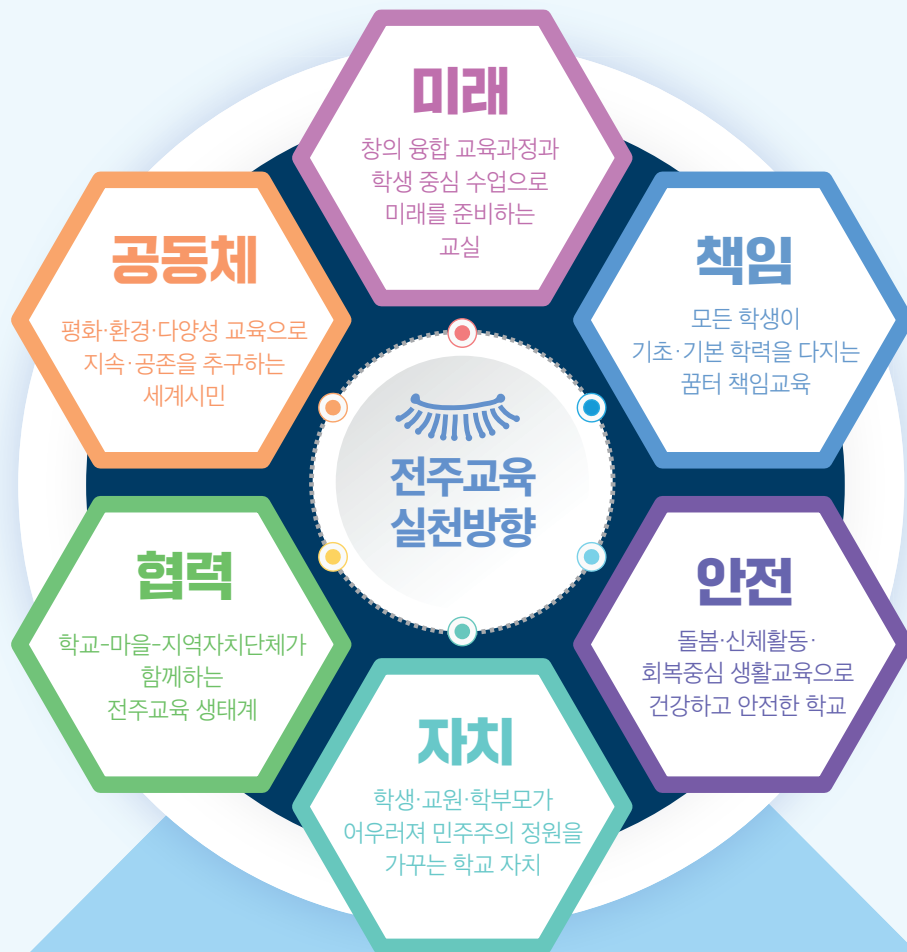 미래
창의 융합 교육과정과
학생 중심 수업으로
미래를 준비하는
교실
책임
모든 학생이
기초·기본 학력을 다지는
꿈터 책임교육
안전
돌봄·신체활동·
회복중심 생활교육으로
건강하고 안전한 학교
자치
학생·교원·학부모가
어우러져 민주주의 정원을
가꾸는 학교 자치
협력
학교-마을-지역자치단체가
함께하는
전주교육 생태계
공동체
평화·환경·다양성 교육으로
지속·공존을 추구하는
세계시민
전주교육
실천방향